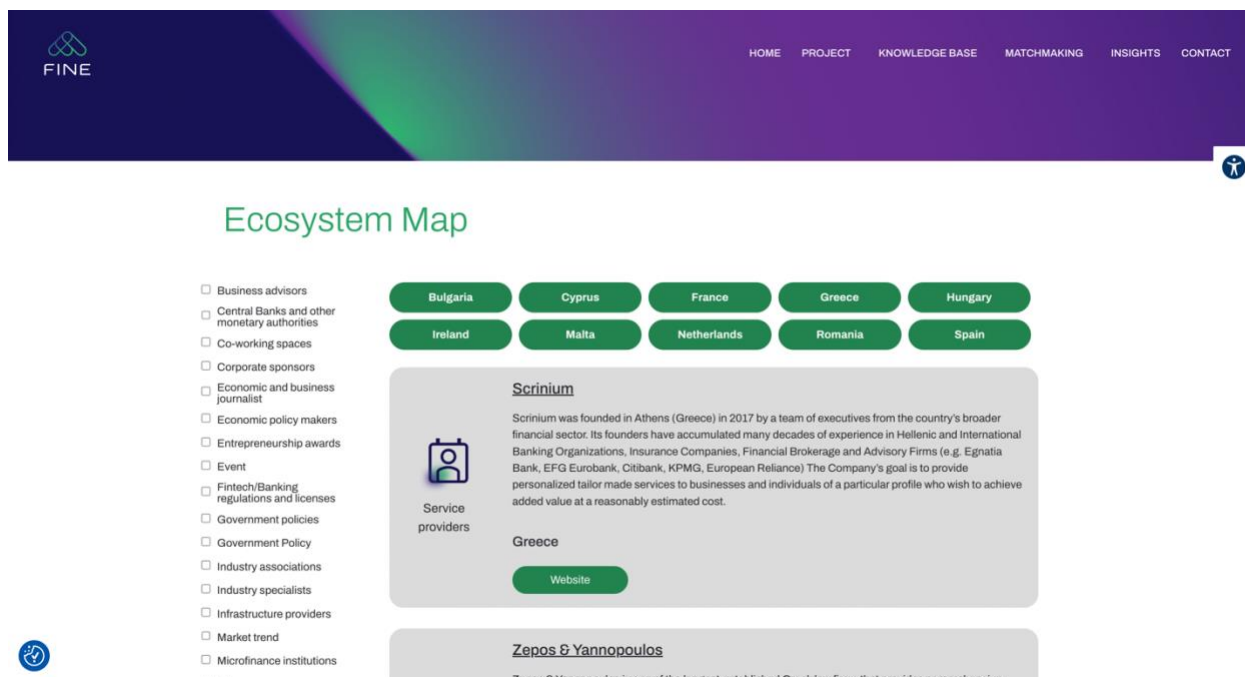 FINE
HOME PROJECT KNOWLEDGE BASE MATCHMAKING INSIGHTS CONTACT
Ecosystem Map
Business advisors
Central Banks and other
monetary authorities
Co-working spaces
Corporate sponsors
Economic and business
journalist
Economic policy makers
Entrepreneurship awards
Event
Fintech/Banking
regulations and licenses
Government policies
Government Policy
Industry associations
Industry specialists
Infrastructure providers
Market trend
Microfinance institutions
Bulgaria Cyprus France Greece Hungary
Ireland Malta Netherlands Romania Spain
Service
providers
Scrinium
Scrinium was founded in Athens (Greece) in 2017 by a team of executives from the country's broader
financial sector. Its founders have accumulated many decades of experience in Hellenic and International
Banking Organizations, Insurance Companies, Financial Brokerage and Advisory Firms (e.g. Egnatia
Bank, EFG Eurobank, Citibank, KPMG, European Reliance) The Company's goal is to provide
personalized tailor made services to businesses and individuals of a particular profile who wish to achieve
added value at a reasonably estimated cost.
Greece
Website
Zepos & Yannopoulos